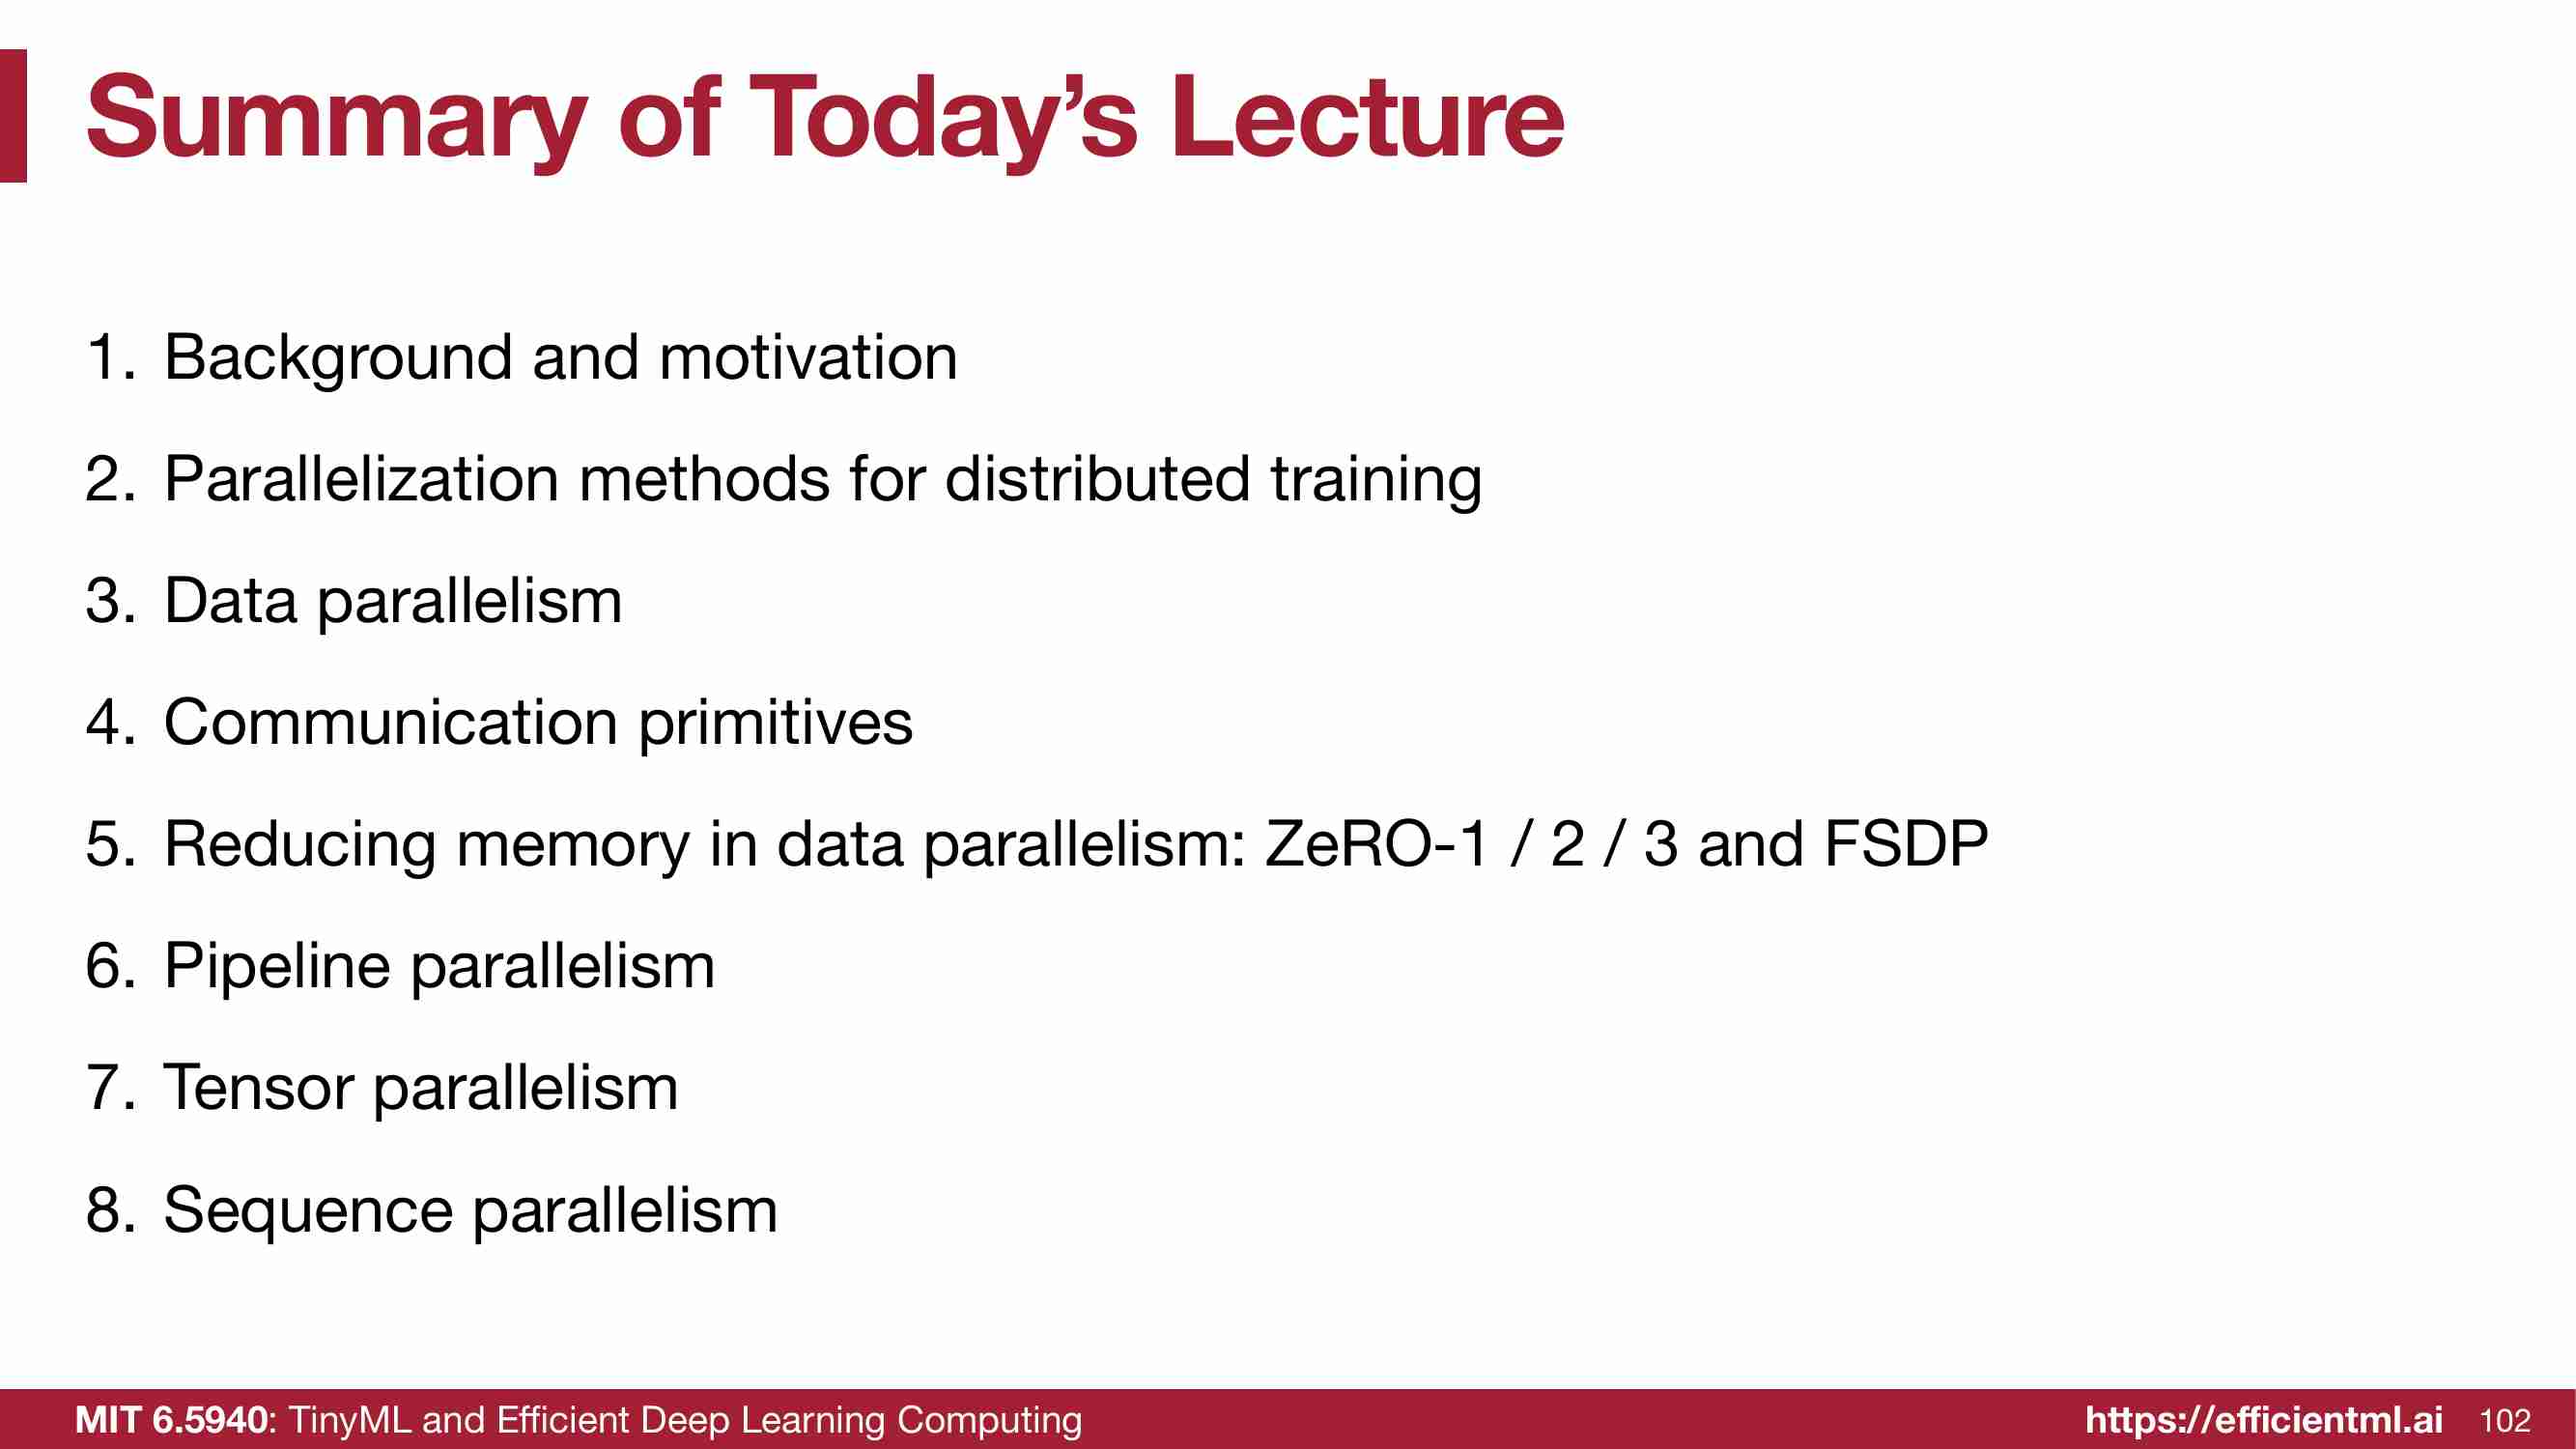 Summary of Today’s Lecture
1. Background and motivation
2. Parallelization methods for distributed training
3. Data parallelism
4. Communication primitives
5. Reducing memory in data parallelism: ZeRO-1 / 2 / 3 and FSDP
6. Pipeline parallelism
7. Tensor parallelism
8. Sequence parallelism
MIT 6.5940: TinyML and Efficient Deep Learning Computing
https://efficientml.ai 102